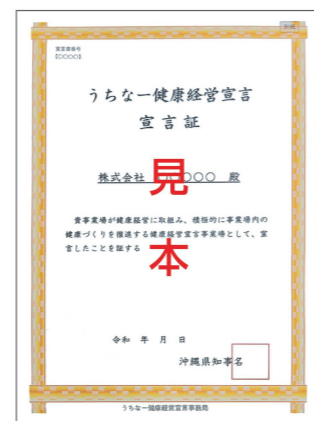 宣言書番号
【○○○○】
うちなー健康経営宣言
宣言証
株式会社 ○○○○○ 殿
見本
貴事業場が健康経営に取組み、積極的に事業場内の
健康づくりを推進する健康経営宣言事業場として、宣
言したことを証する
令和 年 月 日
沖縄県知事名
うちなー健康経営宣言事務局